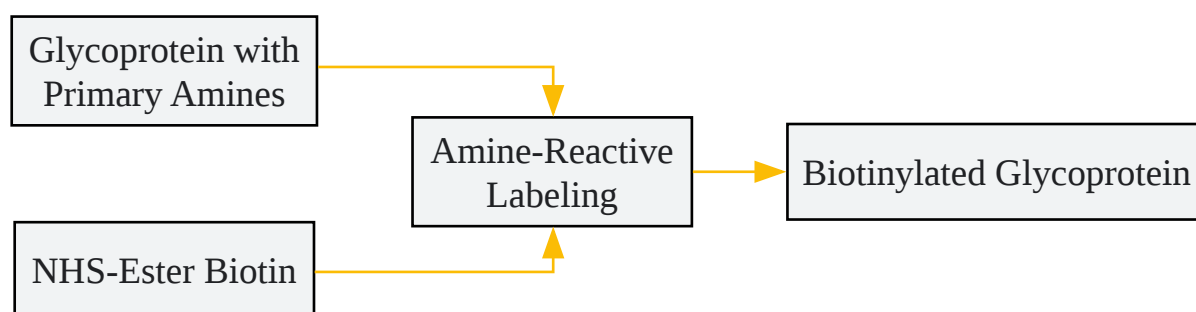 Glycoprotein with
Primary Amines
NHS-Ester Biotin
Amine-Reactive
Labeling
Biotinylated Glycoprotein